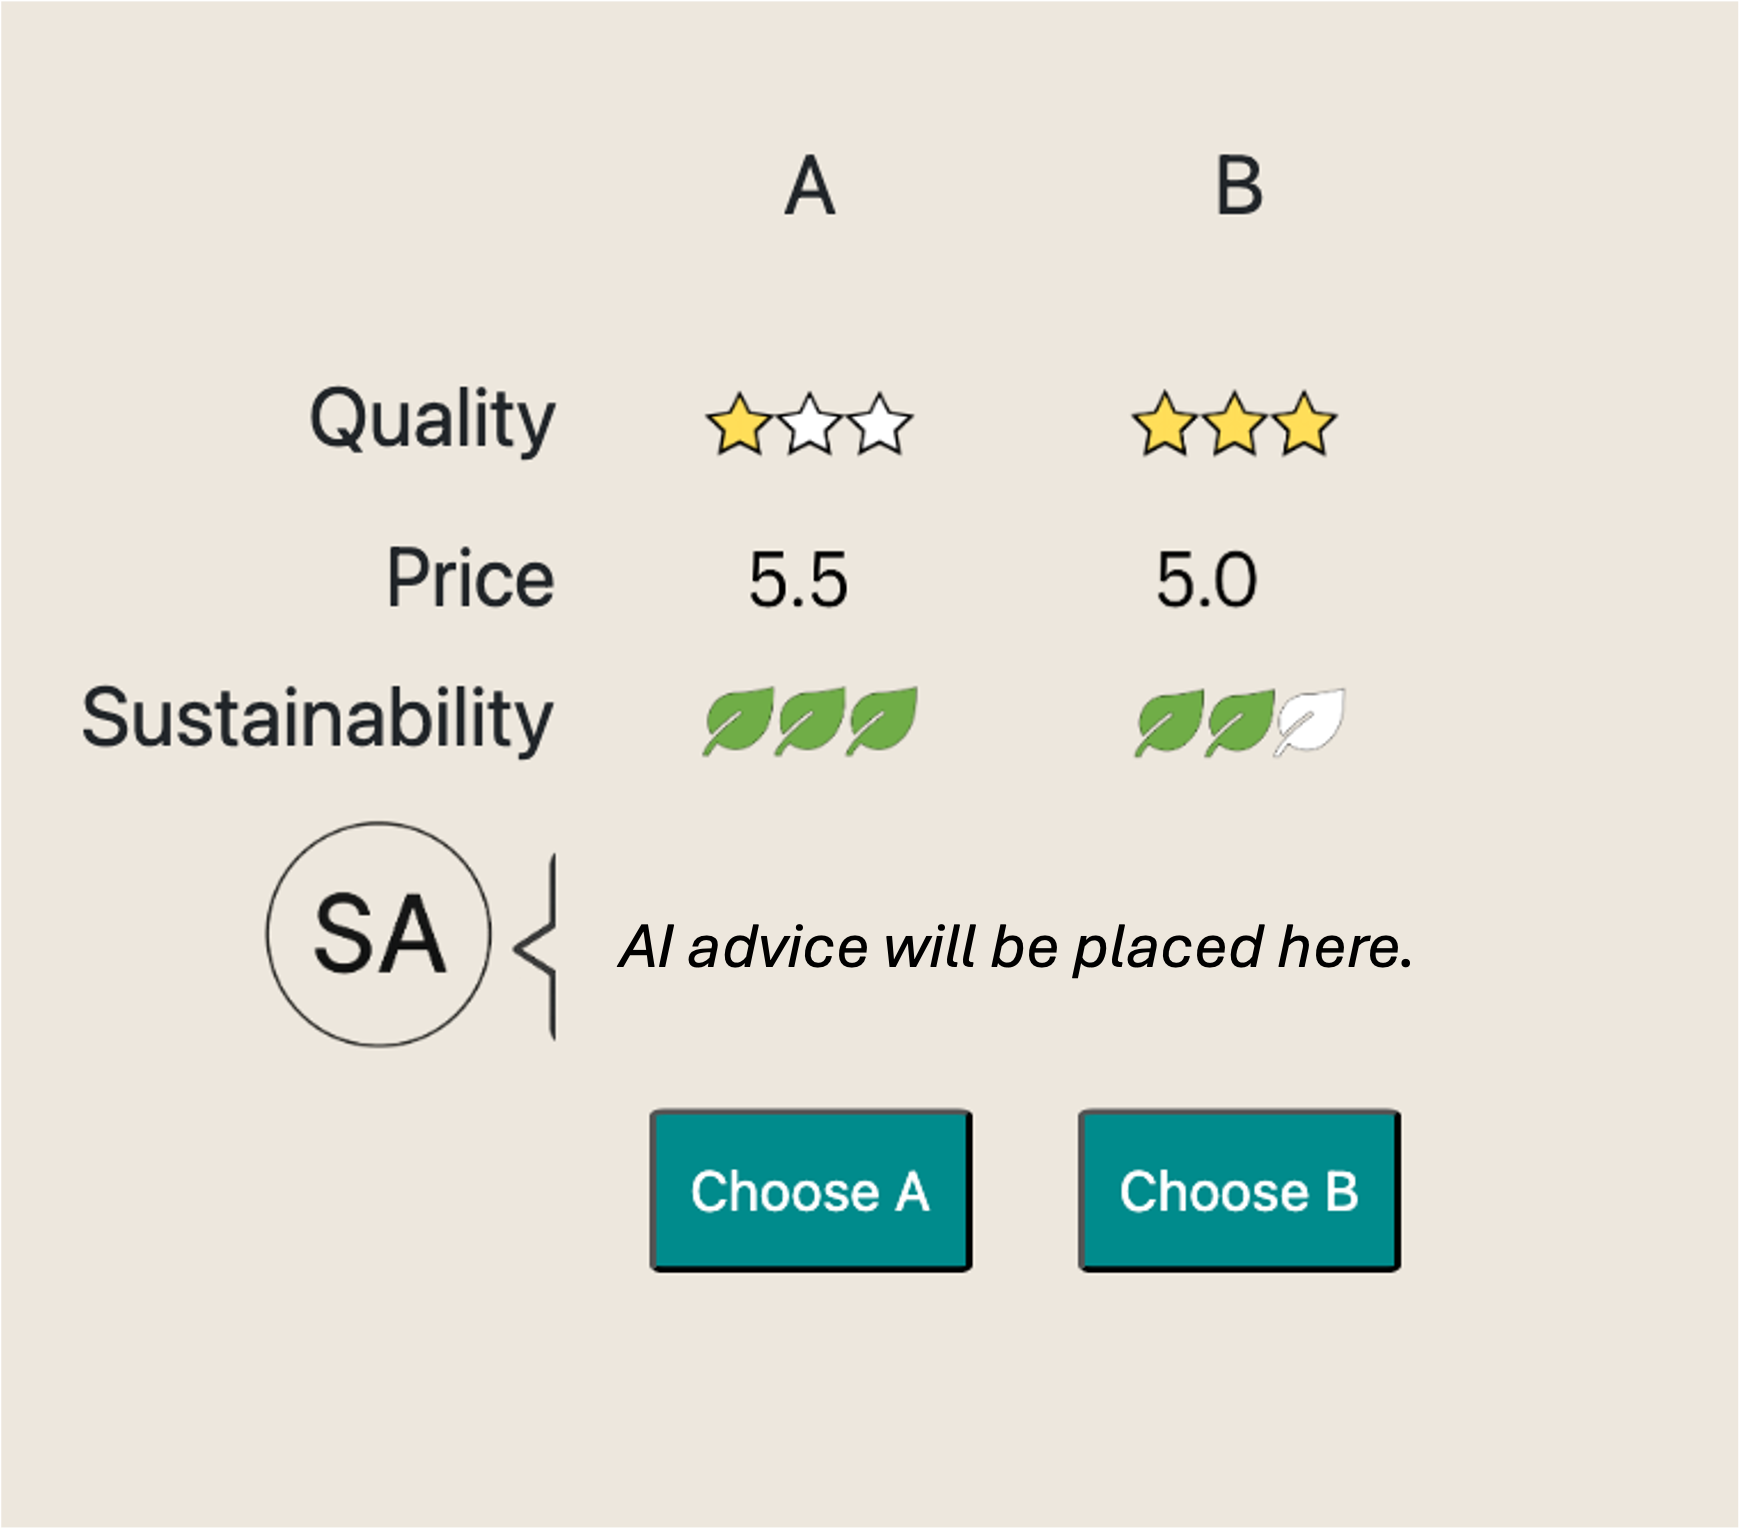 A B
Quality
Price 5.5 5.0
Sustainability
SA AI advice will be placed here.
Choose A Choose B